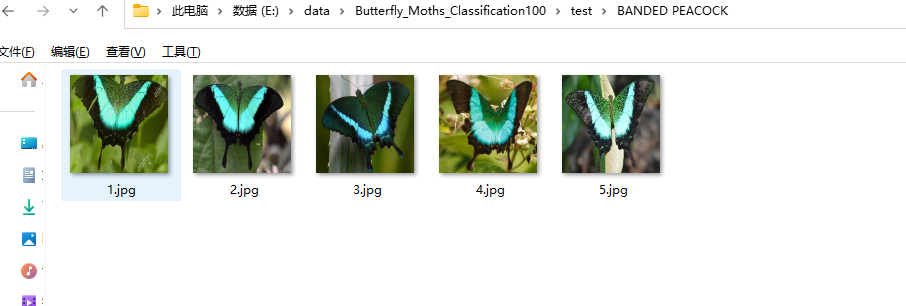 此电脑 > 数据 (E:) > data > Butterfly_Moths_Classification100 > test > BANDED PEACOCK
文件(F) 编辑(E) 查看(V) 工具(T)
1.jpg 2.jpg 3.jpg 4.jpg 5.jpg